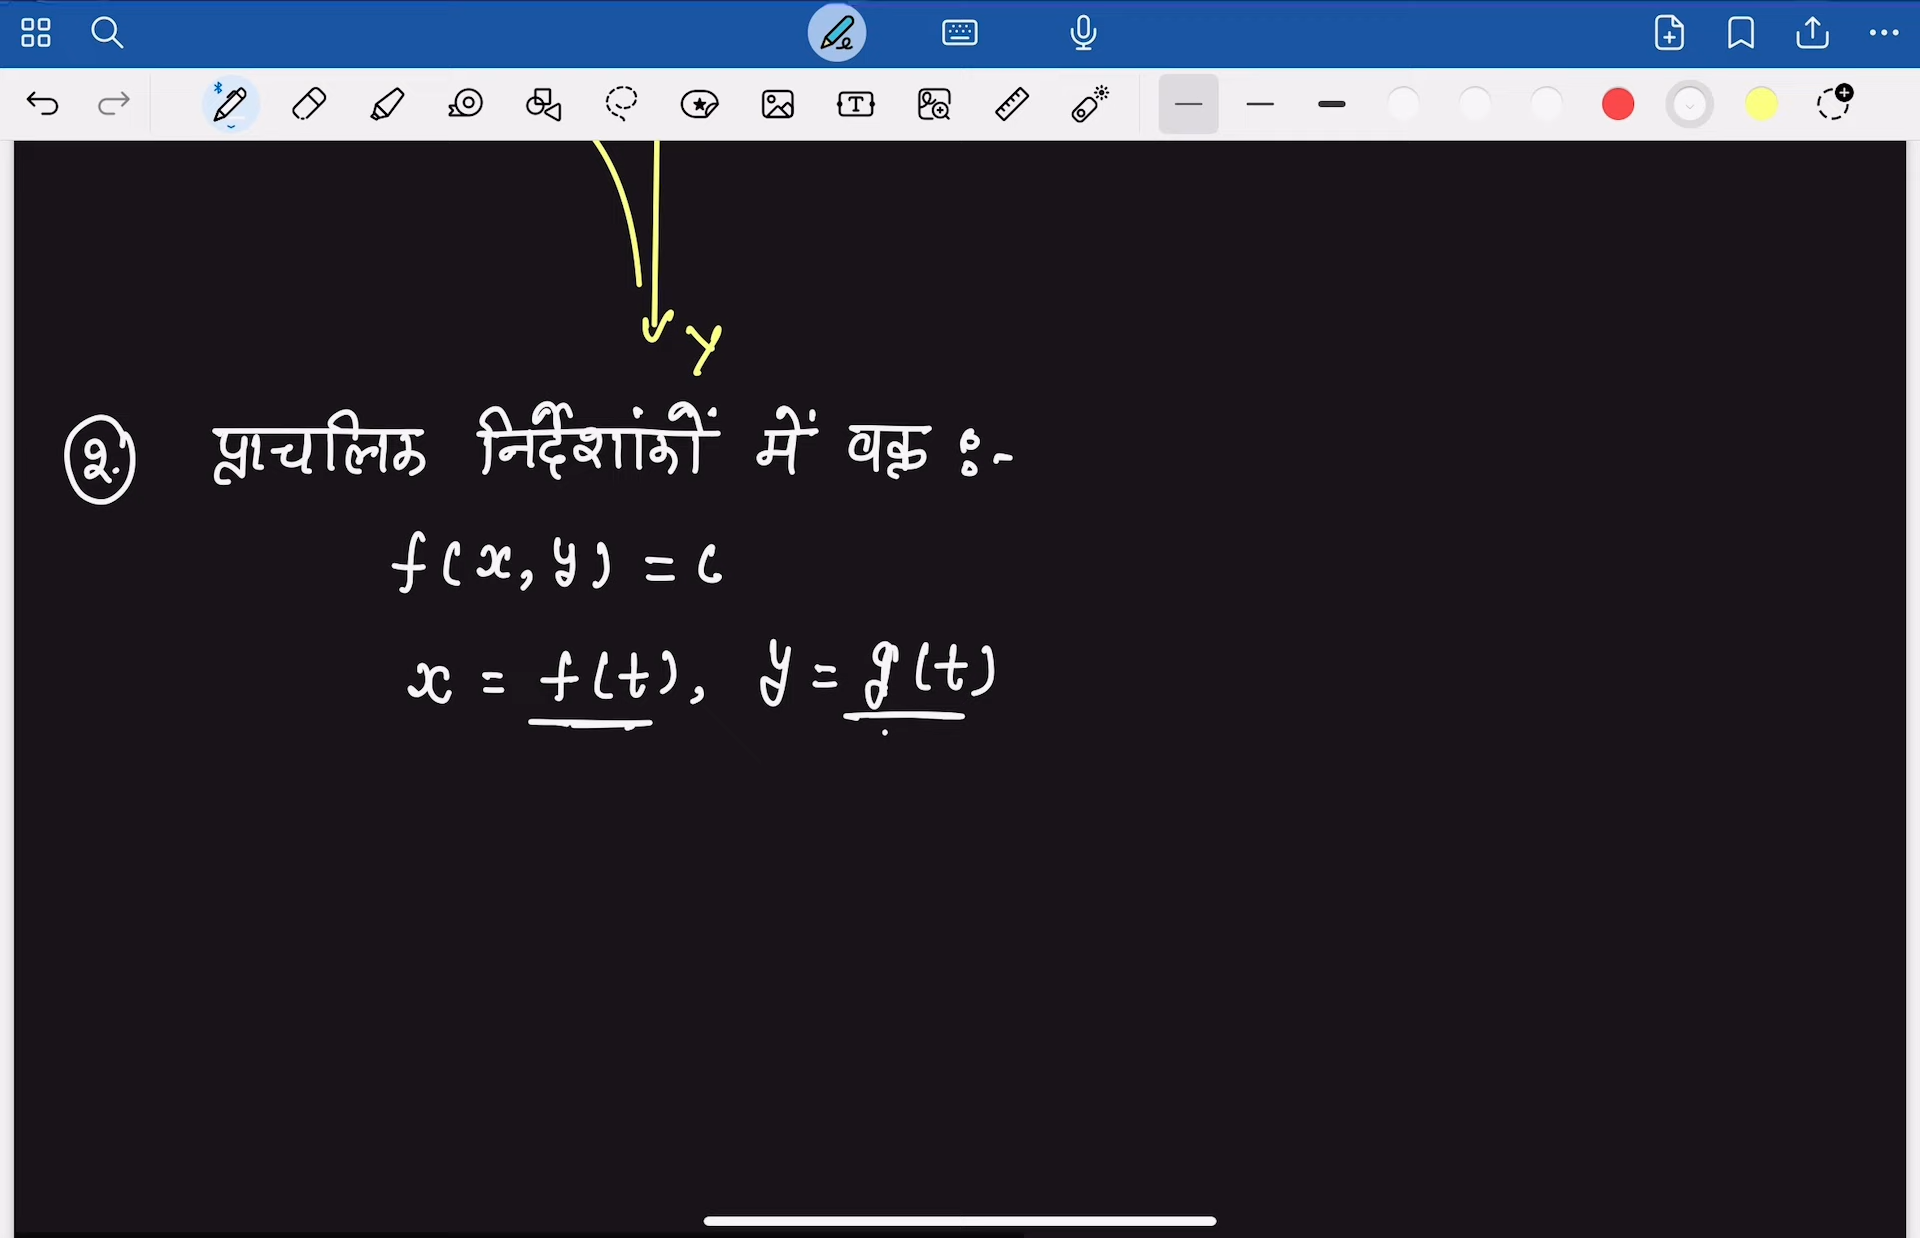 Y
२. प्राचलिक निर्देशांकों में वक्र :-
f(x, y) = c
x = f(t), y = g(t)